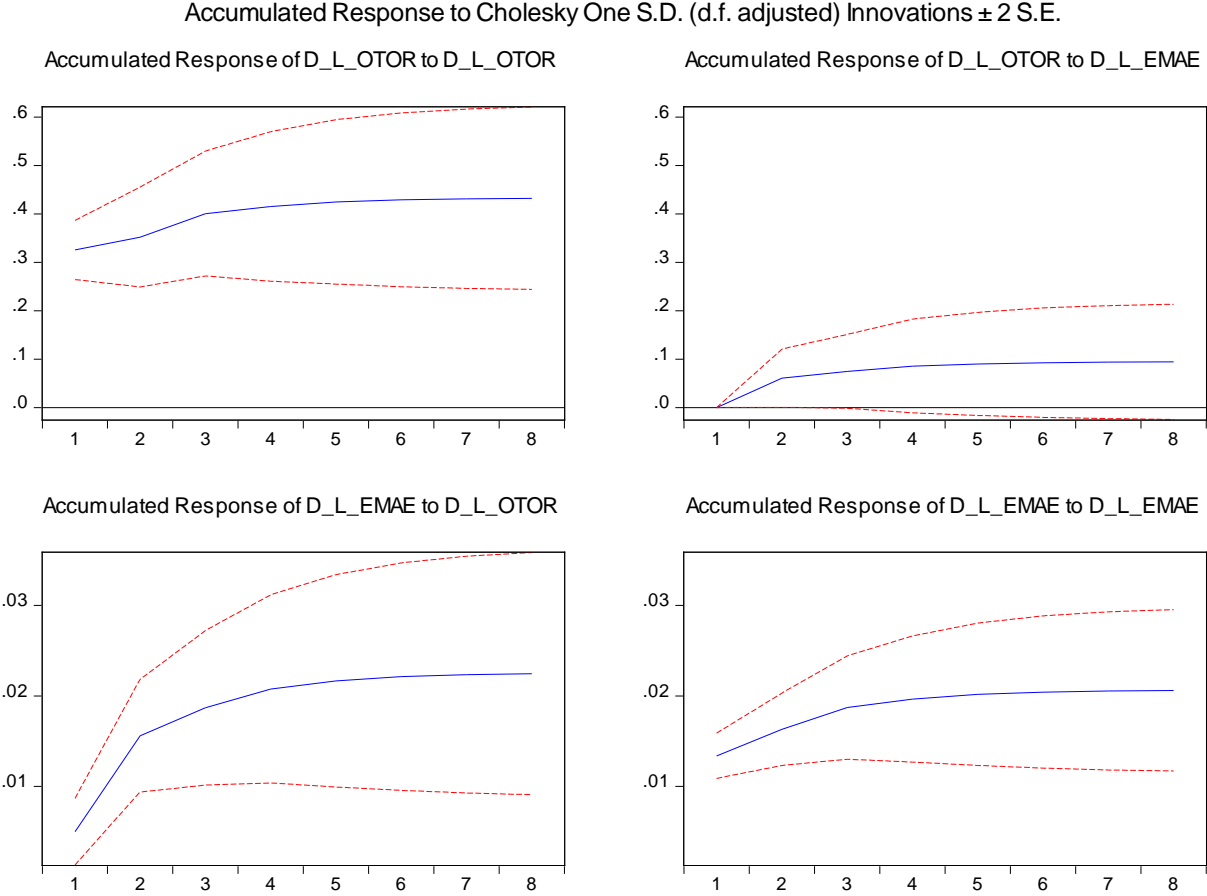 Accumulated Response to Cholesky One S.D. (d.f. adjusted) Innovations ± 2 S.E.
Accumulated Response of D_L_OTOR to D_L_OTOR
.6
.5
.4
.3
.2
.1
.0
1 2 3 4 5 6 7 8
Accumulated Response of D_L_OTOR to D_L_EMAE
.6
.5
.4
.3
.2
.1
.0
1 2 3 4 5 6 7 8
Accumulated Response of D_L_EMAE to D_L_OTOR
.03
.02
.01
1 2 3 4 5 6 7 8
Accumulated Response of D_L_EMAE to D_L_EMAE
.03
.02
.01
1 2 3 4 5 6 7 8